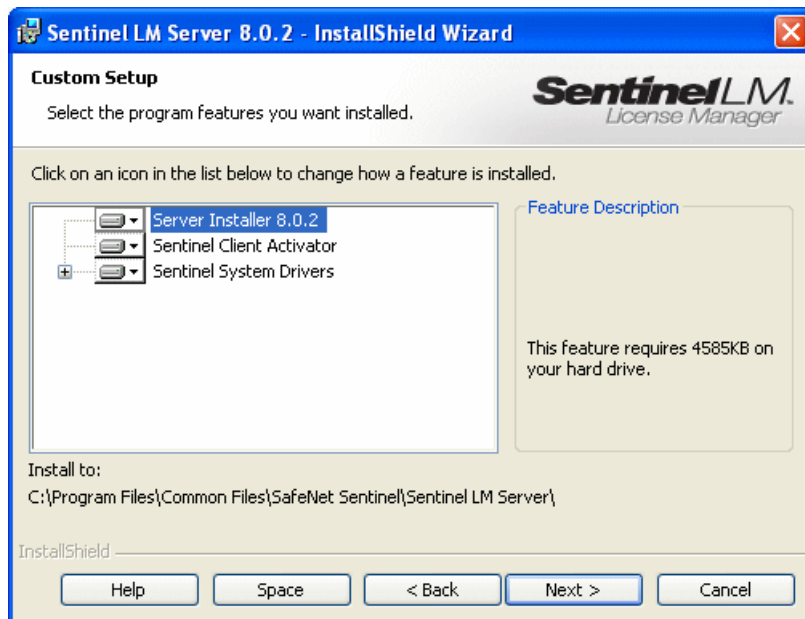 Sentinel LM Server 8.0.2 - InstallShield Wizard
Custom Setup
Select the program features you want installed.
SentinelLM.
License Manager
Click on an icon in the list below to change how a feature is installed.
Server Installer 8.0.2
Sentinel Client Activator
Sentinel System Drivers
Feature Description
This feature requires 4585KB on
your hard drive.
Install to:
C:\Program Files\Common Files\SafeNet Sentinel\Sentinel LM Server\
InstallShield
Help
Space
< Back
Next >
Cancel